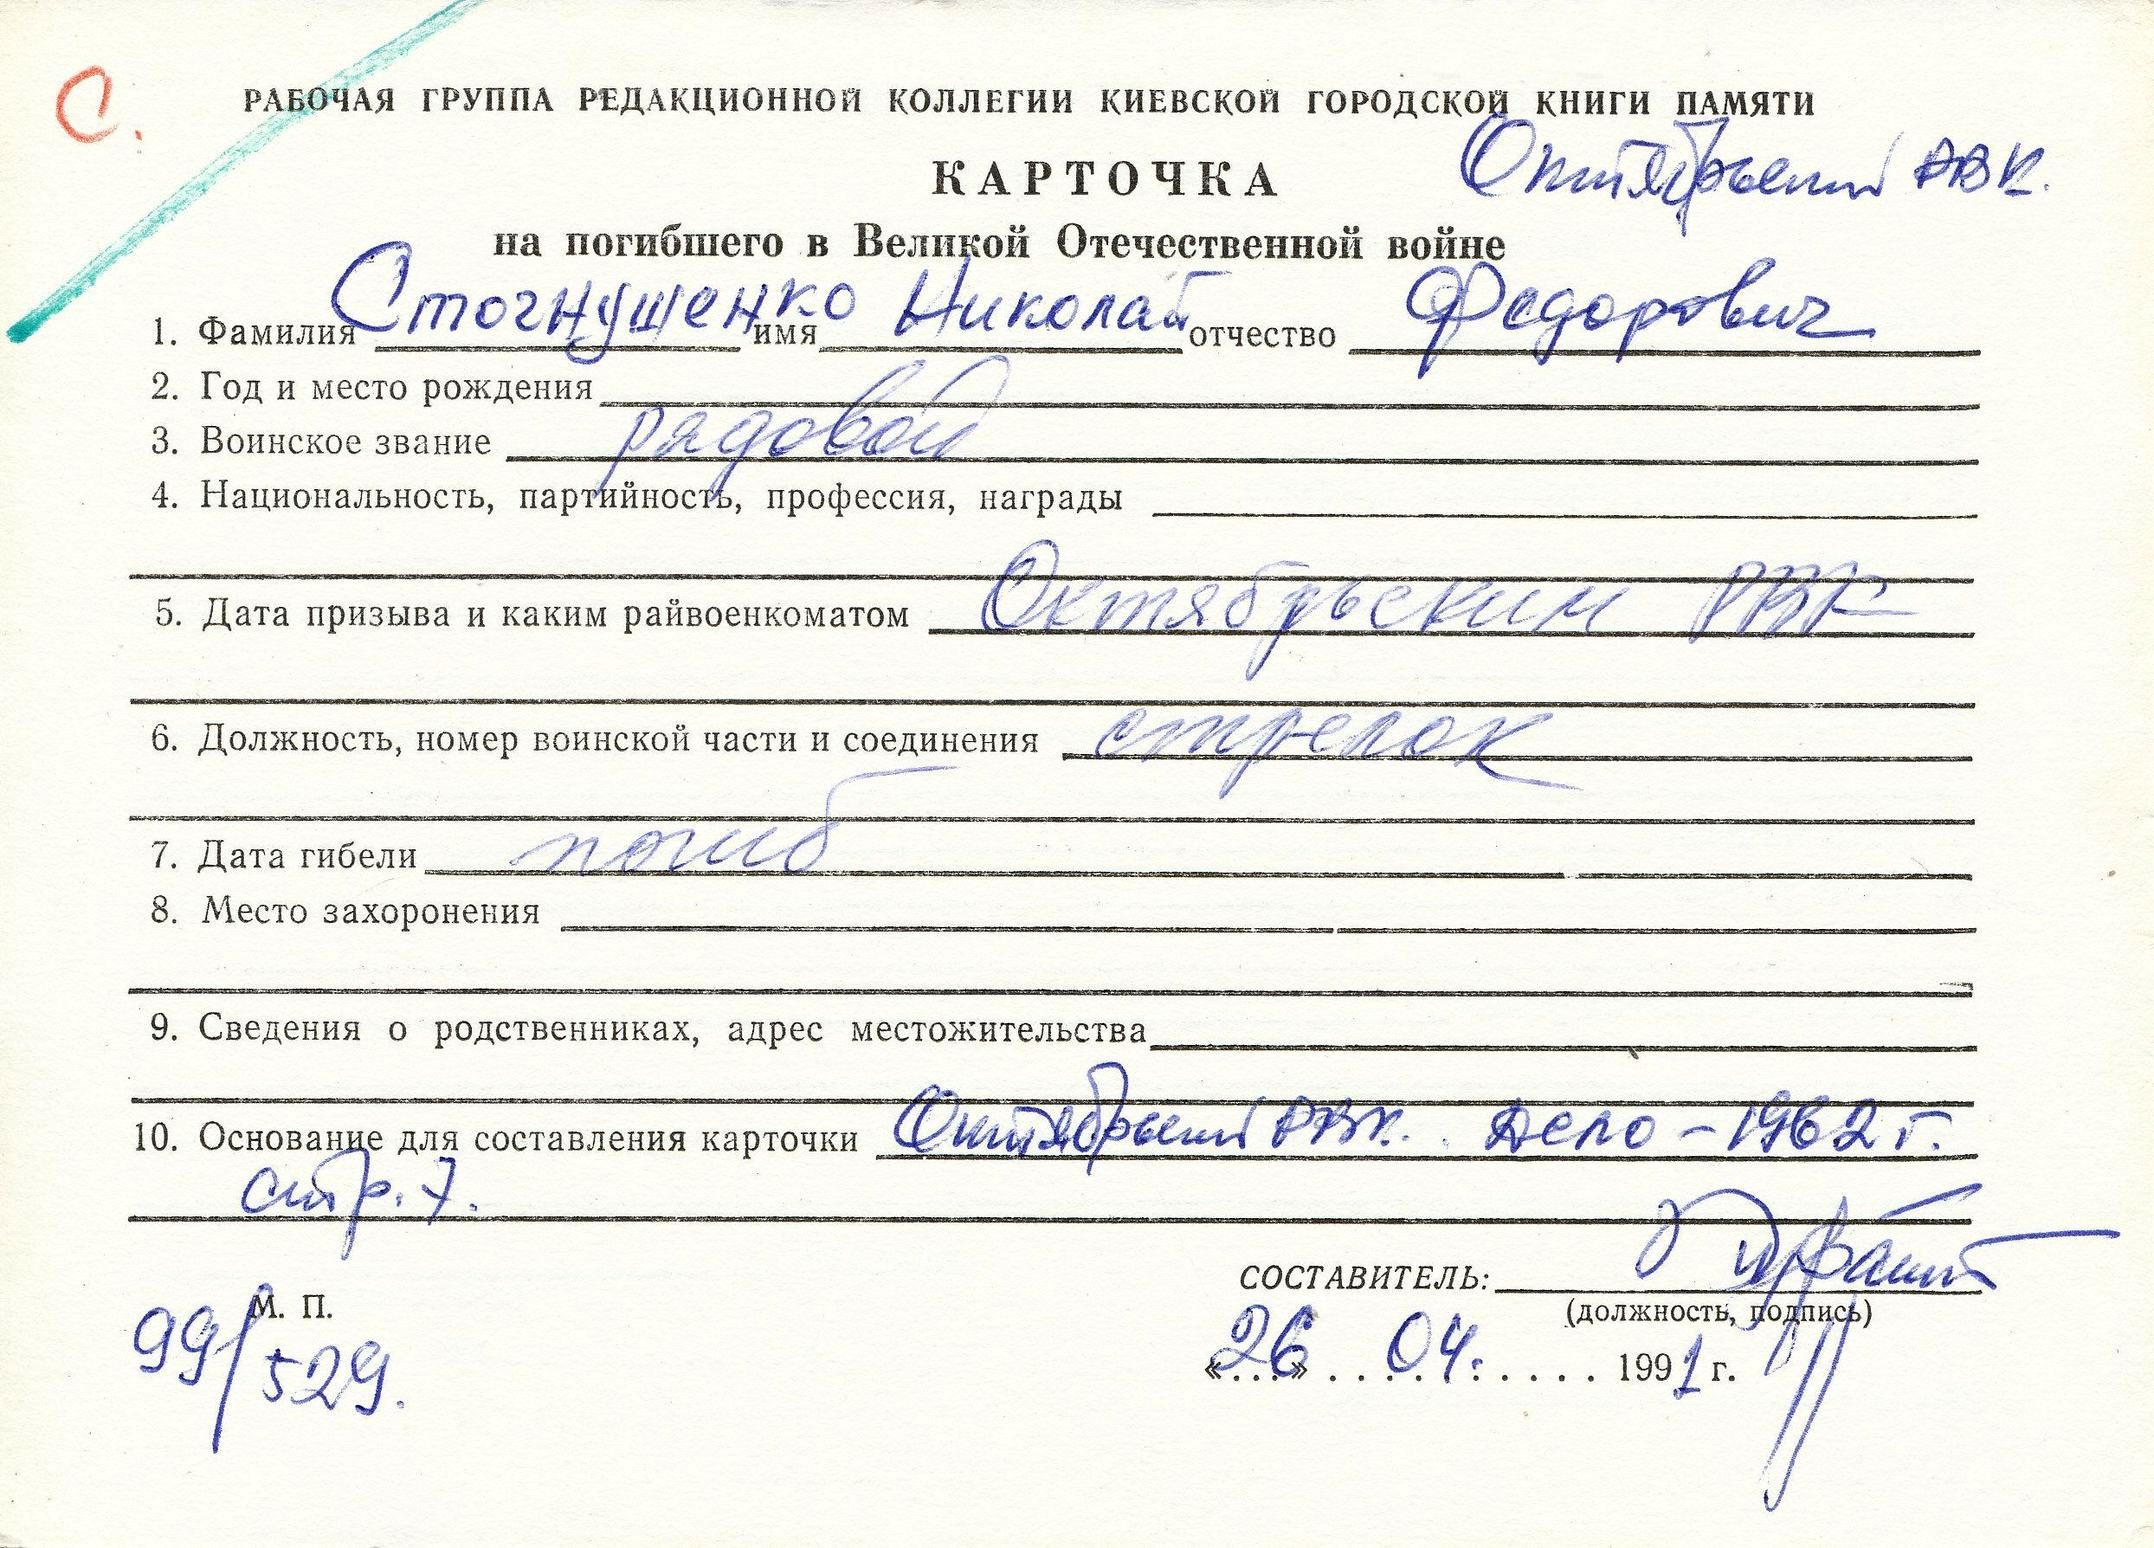 С.
РАБОЧАЯ ГРУППА РЕДАКЦИОННОЙ КОЛЛЕГИИ КИЕВСКОЙ ГОРОДСКОЙ КНИГИ ПАМЯТИ
Октябрьский РВК.
КАРТОЧКА
на погибшего в Великой Отечественной войне
1. Фамилия Стогнущенко имя Николай отчество Федорович
2. Год и место рождения
3. Воинское звание рядовой
4. Национальность, партийность, профессия, награды
5. Дата призыва и каким райвоенкоматом Октябрьским РВК
6. Должность, номер воинской части и соединения стрелок
7. Дата гибели погиб
8. Место захоронения
9. Сведения о родственниках, адрес местожительства
10. Основание для составления карточки Октябрьский РВК. Дело - 1962 г.
стр. 7.
СОСТАВИТЕЛЬ:
М. П.
(должность, подпись)
99/529.
«26» 04. 1991 г.